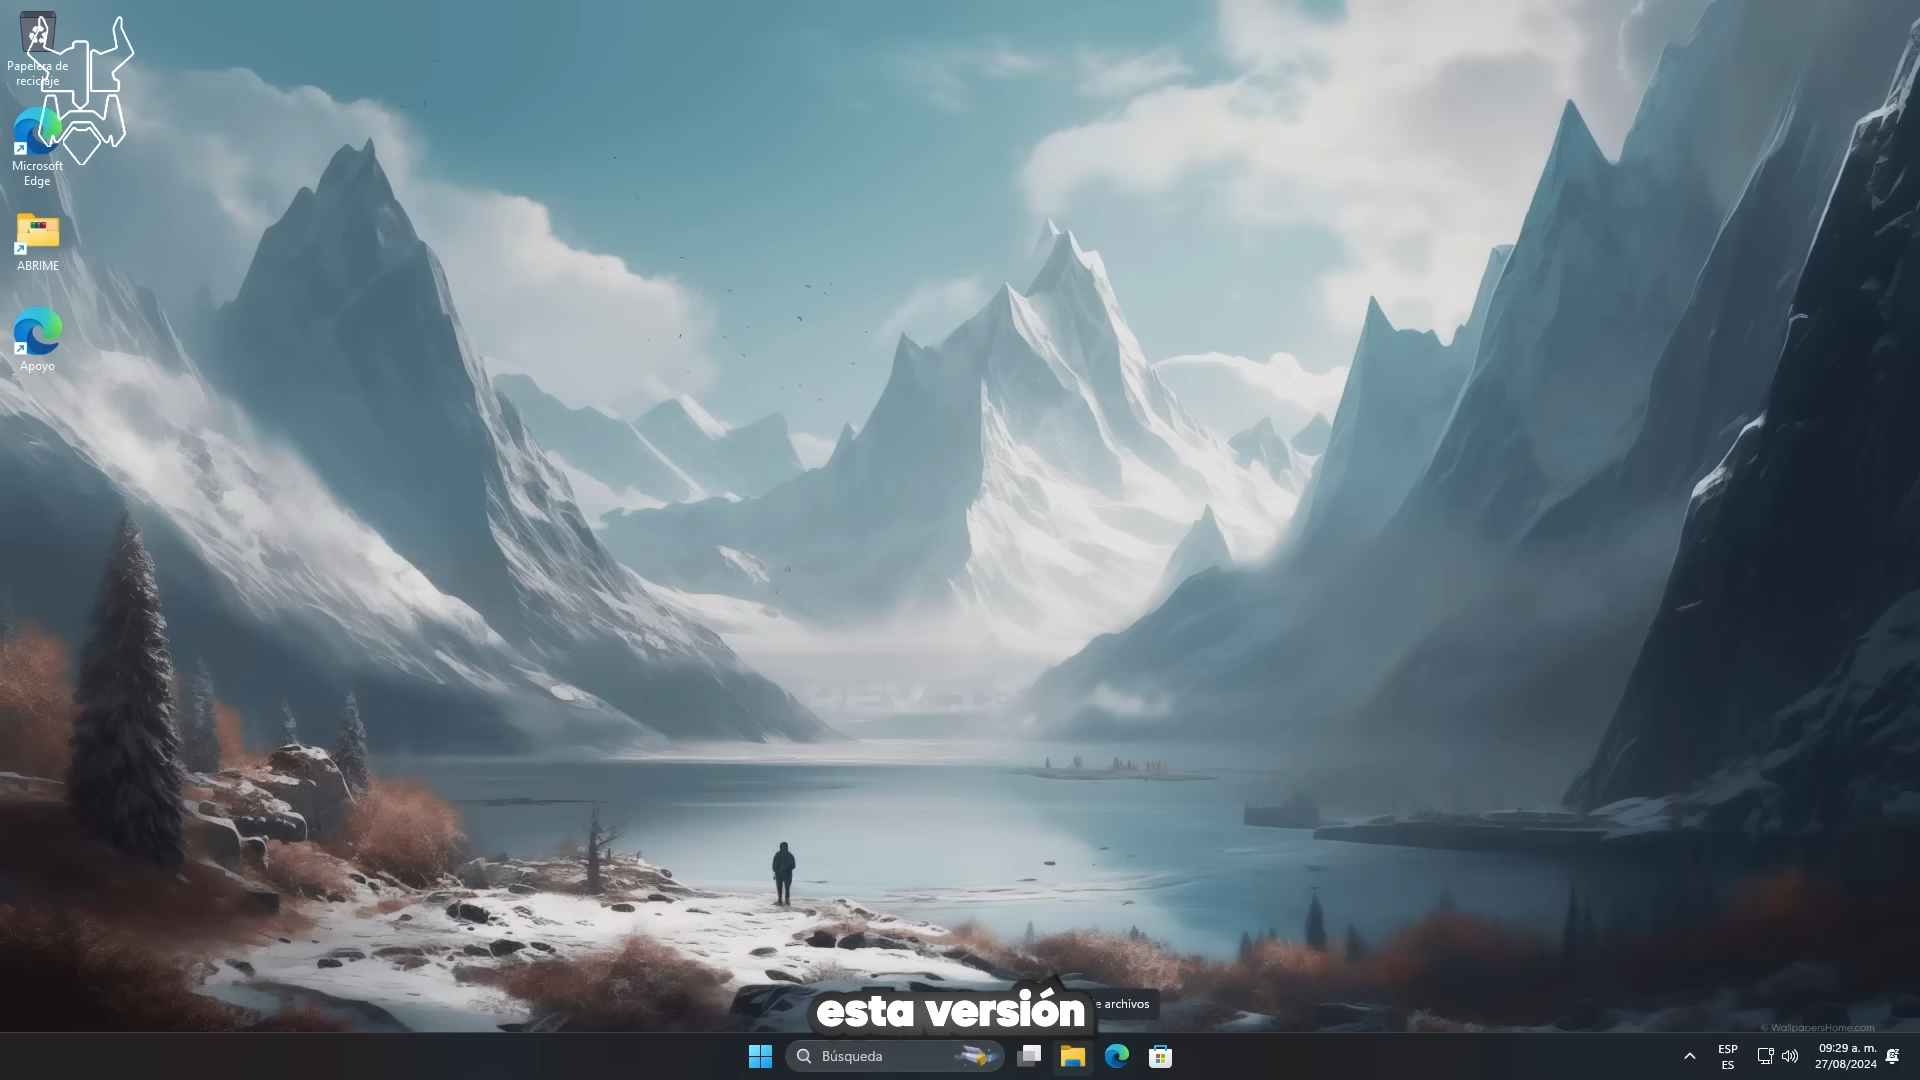 Papelera de
reciclaje
Microsoft
Edge
ABRIME
Apoyo
esta versión
e archivos
© WallpapersHome.com
Búsqueda
ESP
ES
09:29 a. m.
27/08/2024